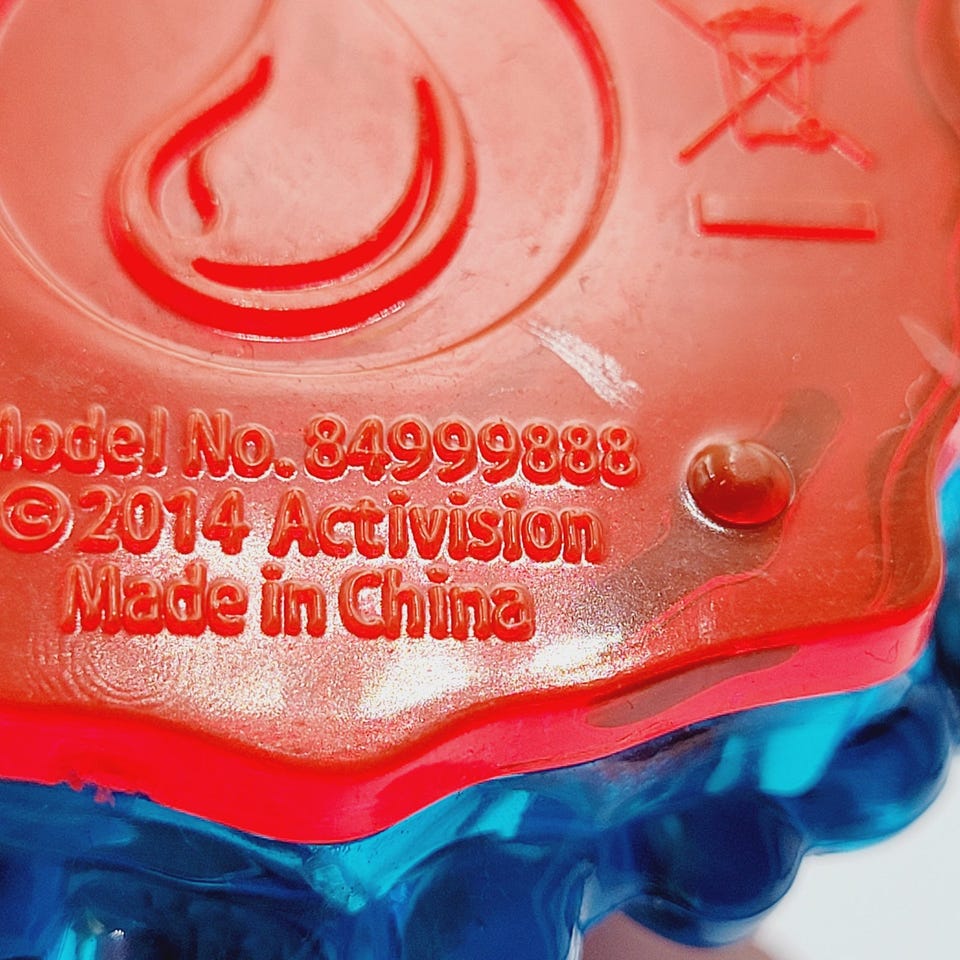 Model No. 84999888
©2014 Activision
Made in China